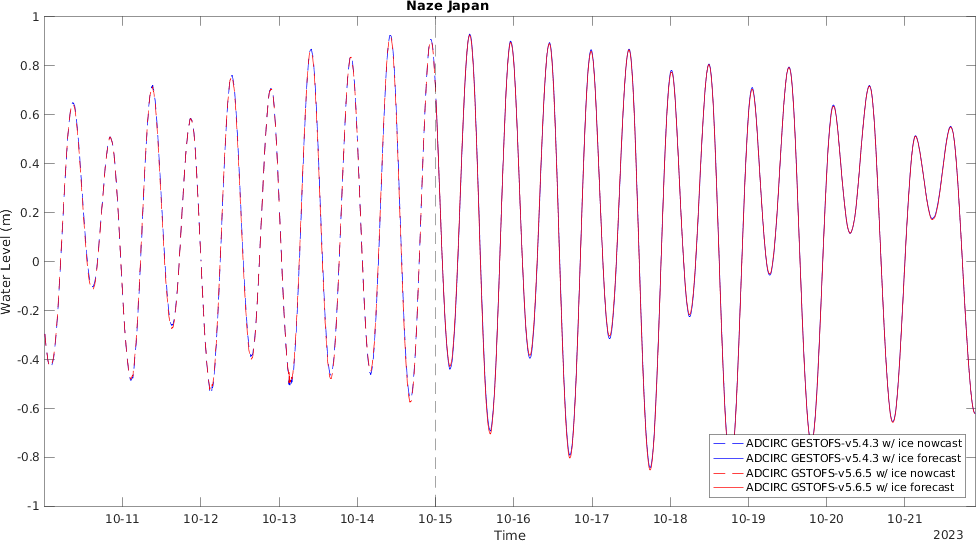 Naze Japan
1
0.8
0.6
0.4
0.2
0
-0.2
-0.4
-0.6
-0.8
-1
Water Level (m)
ADCIRC GESTOFS-v5.4.3 w/ ice nowcast
ADCIRC GESTOFS-v5.4.3 w/ ice forecast
ADCIRC GSTOFS-v5.6.5 w/ ice nowcast
ADCIRC GSTOFS-v5.6.5 w/ ice forecast
10-11 10-12 10-13 10-14 10-15 10-16 10-17 10-18 10-19 10-20 10-21
Time
2023